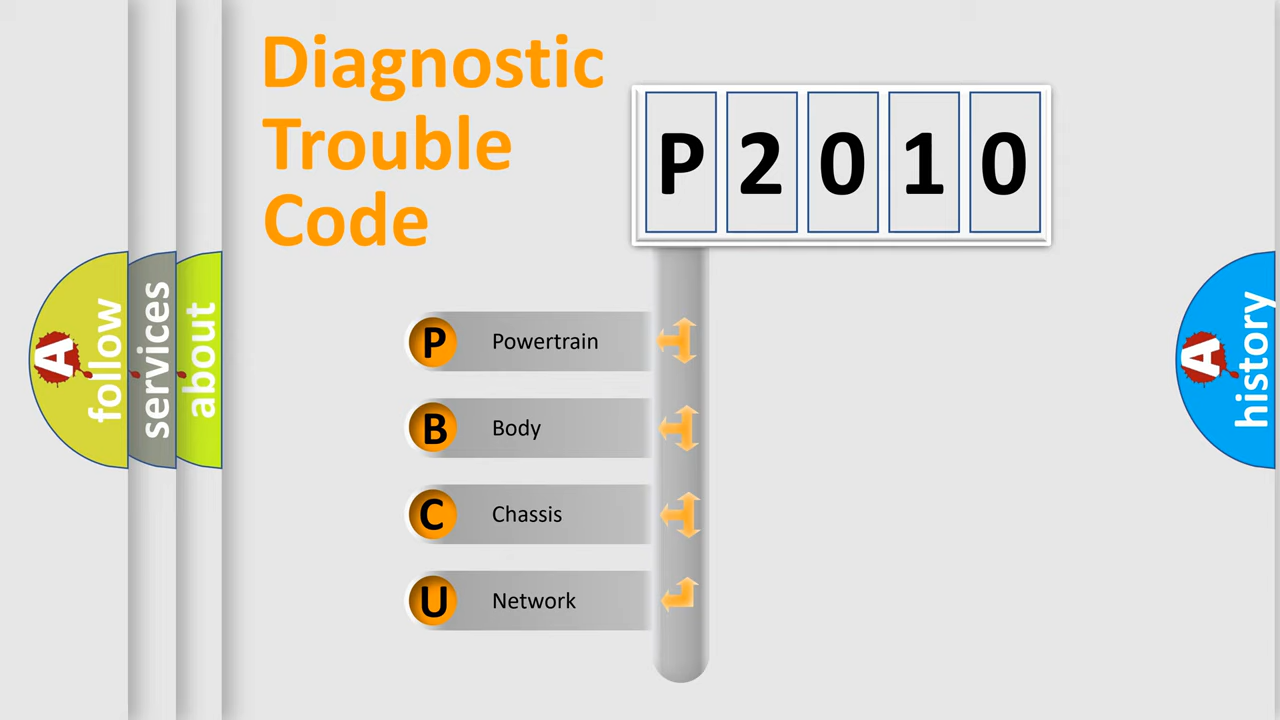 Diagnostic
Trouble
Code
P 2 0 1 0
P Powertrain
B Body
C Chassis
U Network
A follow
services
about
A history